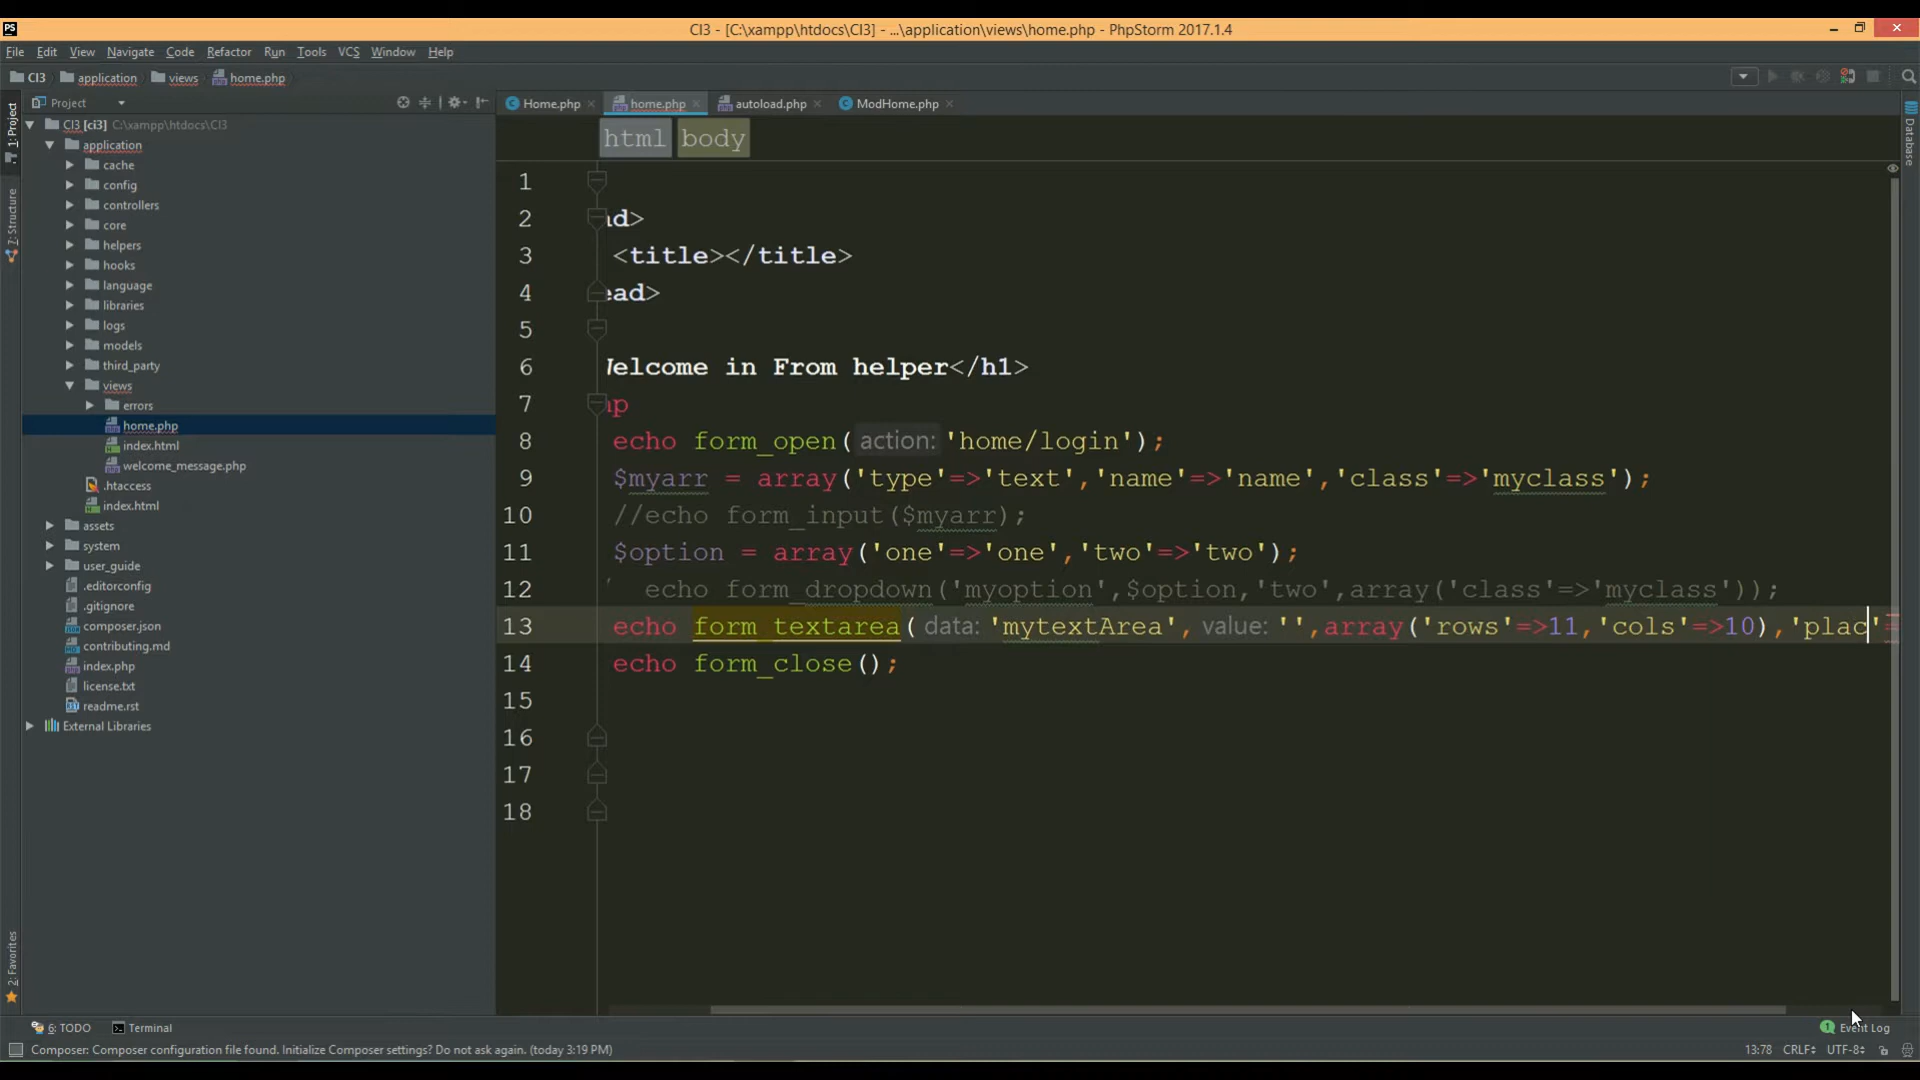 PS
CI3 - [C:\xampp\htdocs\CI3] - ...\application\views\home.php - PhpStorm 2017.1.4
File Edit View Navigate Code Refactor Run Tools VCS Window Help
CI3 application views home.php
1: Project
7: Structure
2: Favorites
Database
Project
CI3 [ci3] C:\xampp\htdocs\CI3
application
cache
config
controllers
core
helpers
hooks
language
libraries
logs
models
third_party
views
errors
home.php
index.html
welcome_message.php
.htaccess
index.html
assets
system
user_guide
.editorconfig
.gitignore
composer.json
contributing.md
index.php
license.txt
readme.rst
External Libraries
Home.php home.php autoload.php ModHome.php
html body
1
2 ad>
3 <title></title>
4 ead>
5
6 Welcome in From helper</h1>
7 hp
8 echo form_open( action: 'home/login');
9 $myarr = array('type'=>'text','name'=>'name','class'=>'myclass');
10 //echo form_input($myarr);
11 $option = array('one'=>'one','two'=>'two');
12 echo form_dropdown('myoption',$option,'two',array('class'=>'myclass'));
13 echo form_textarea( data: 'mytextArea', value: '',array('rows'=>11,'cols'=>10),'plac'=
14 echo form_close();
15
16
17
18
6: TODO Terminal
1 Event Log
Composer: Composer configuration file found. Initialize Composer settings? Do not ask again. (today 3:19 PM)
13:78 CRLF UTF-8